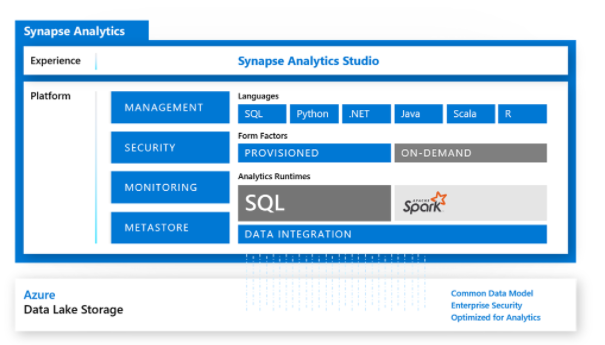 Synapse Analytics
Experience
Synapse Analytics Studio
Platform
MANAGEMENT
SECURITY
MONITORING
METASTORE
Languages
SQL Python .NET Java Scala R
Form Factors
PROVISIONED ON-DEMAND
Analytics Runtimes
SQL APACHE Spark
DATA INTEGRATION
Azure
Data Lake Storage
Common Data Model
Enterprise Security
Optimized for Analytics